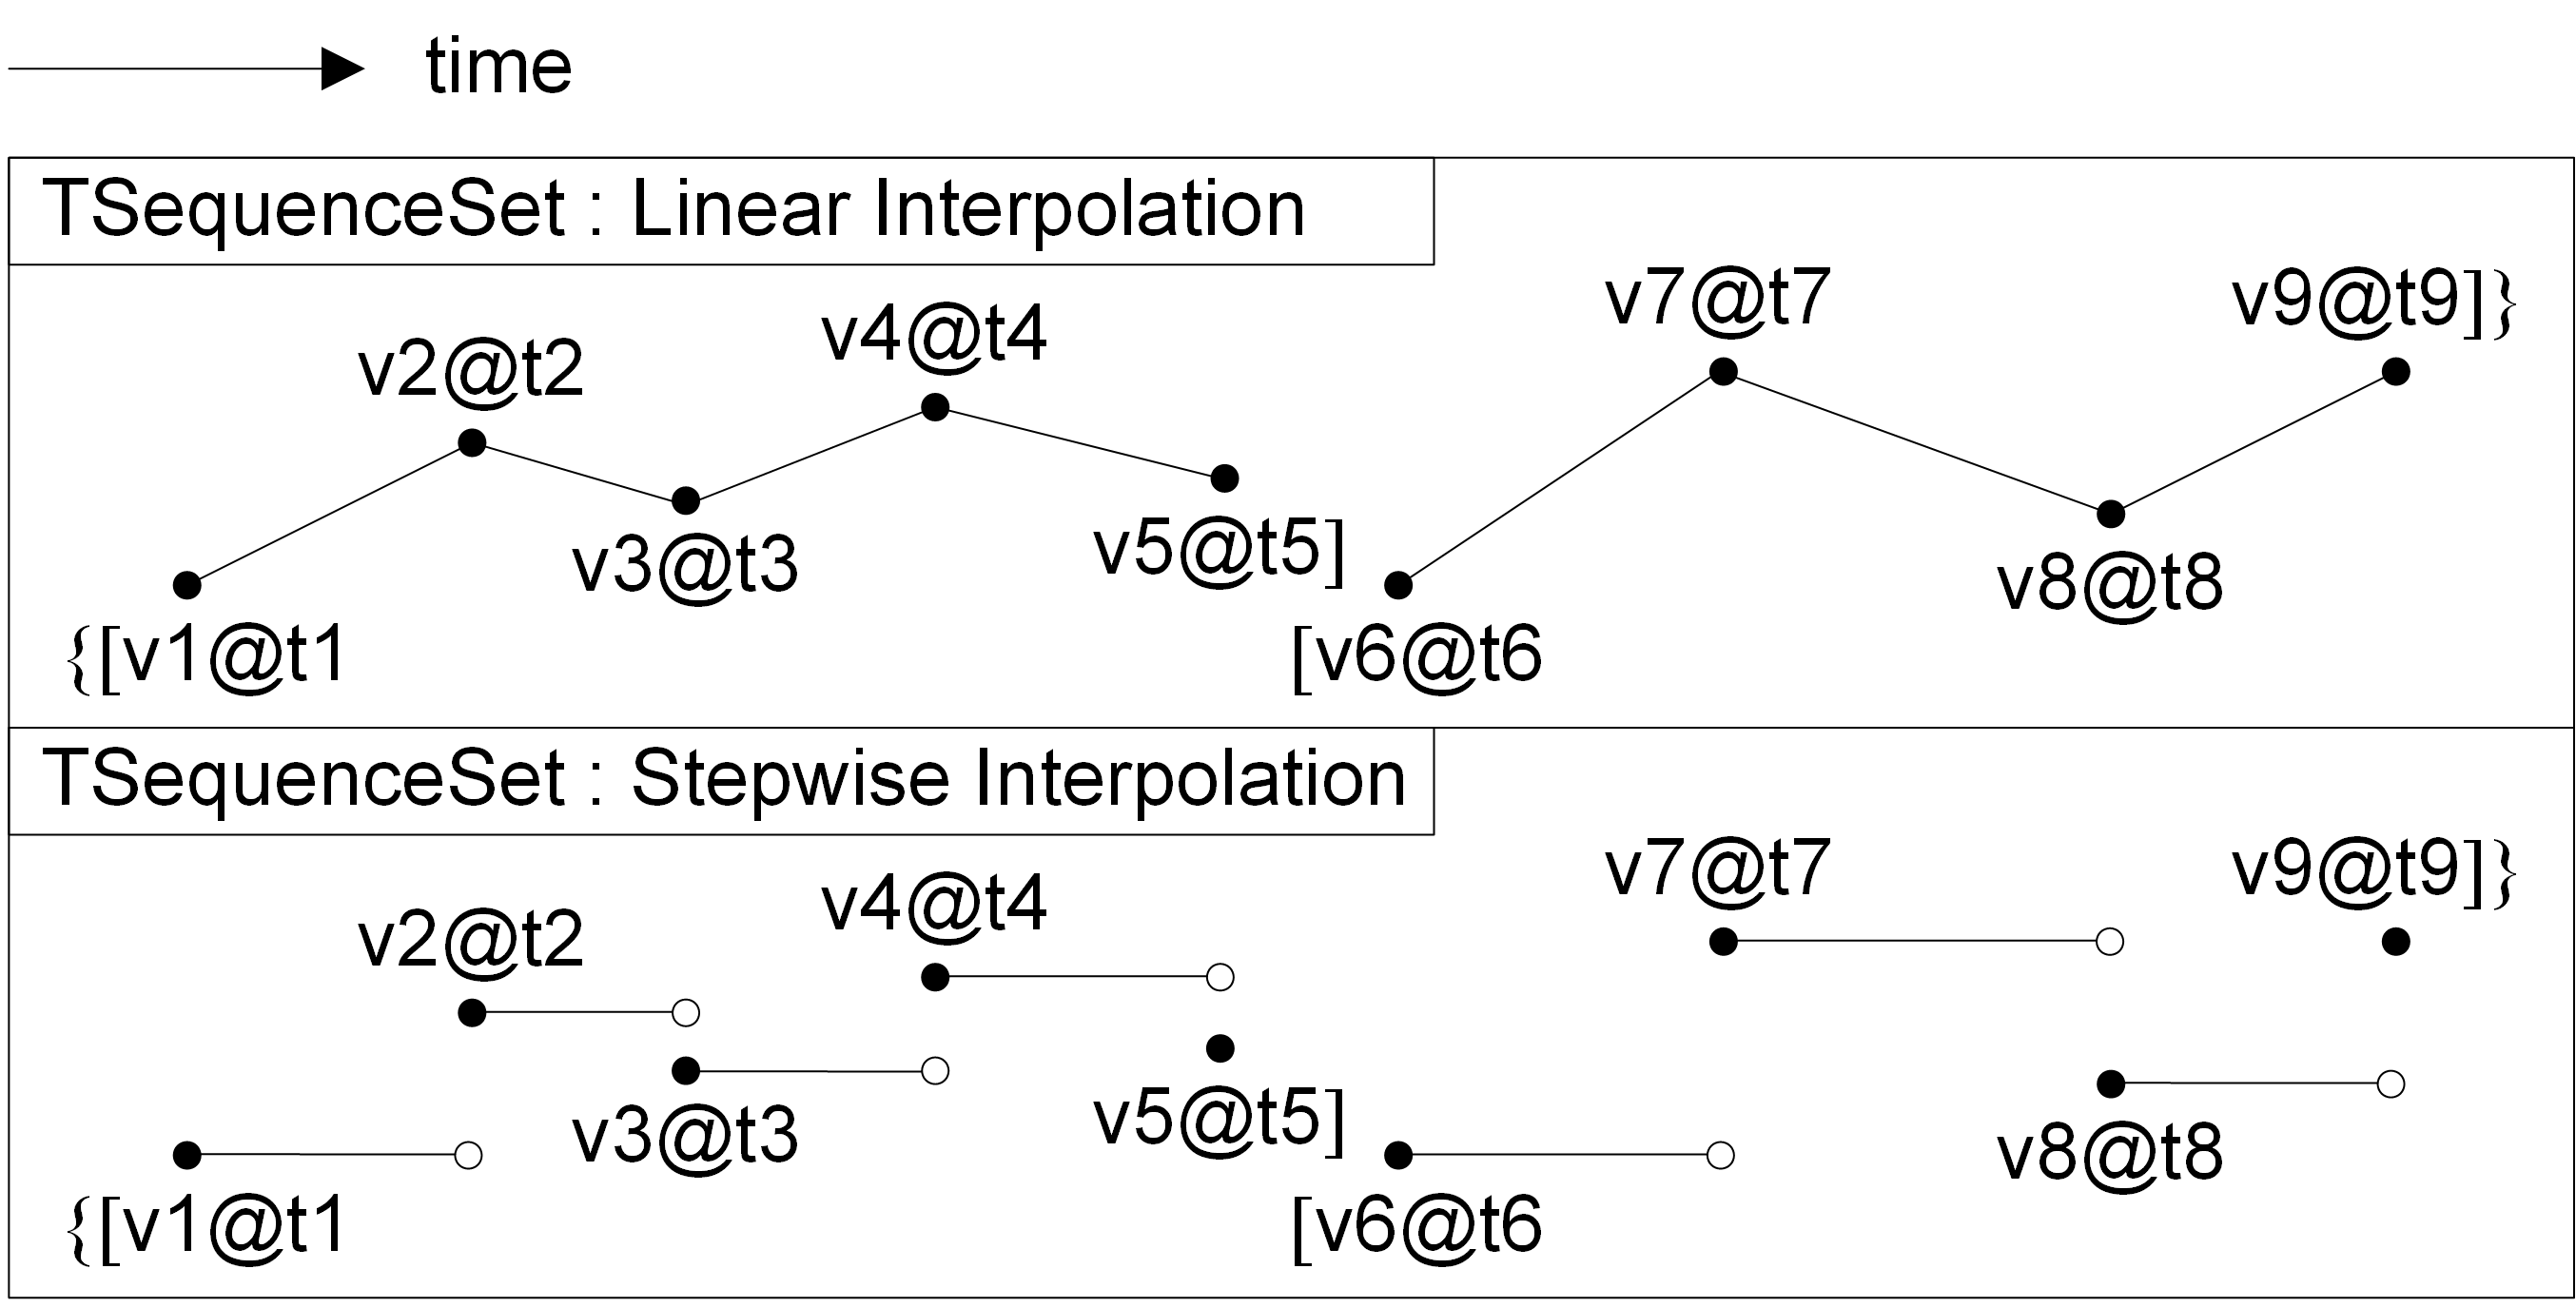 time
TSequenceSet : Linear Interpolation
v7@t7
v9@t9]}
v4@t4
v2@t2
v5@t5]
v3@t3
v8@t8
{[v1@t1
[v6@t6
TSequenceSet : Stepwise Interpolation
v7@t7
v9@t9]}
v4@t4
v2@t2
v5@t5]
v3@t3
v8@t8
{[v1@t1
[v6@t6